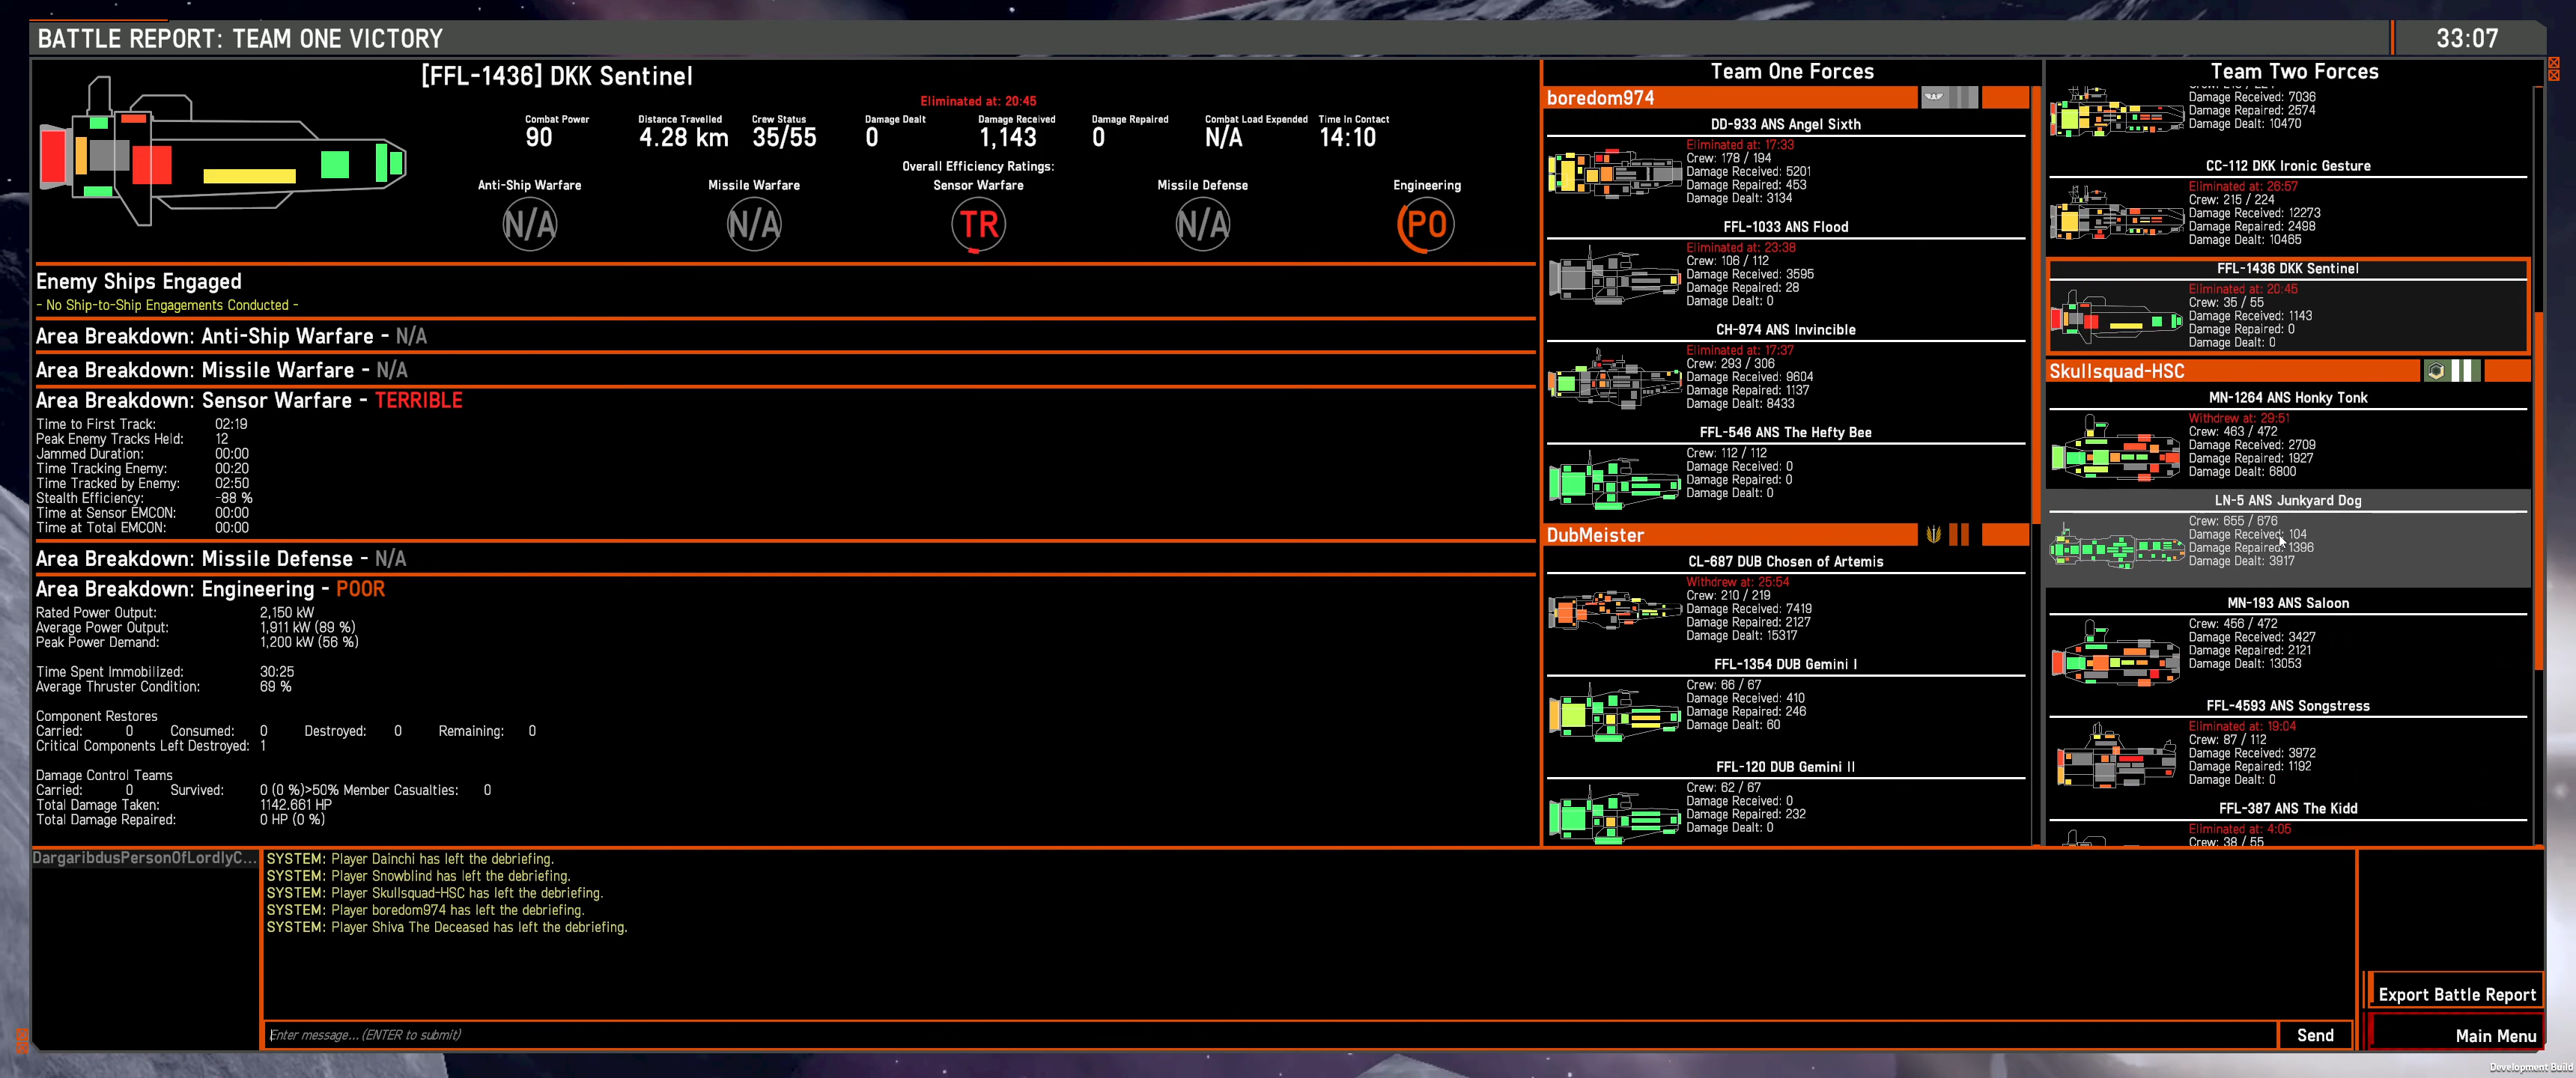 BATTLE REPORT: TEAM ONE VICTORY
33:07
[FFL-1436] DKK Sentinel
Eliminated at: 20:45
Combat Power
90
Distance Travelled
4.28 km
Crew Status
35/55
Damage Dealt
0
Damage Received
1,143
Damage Repaired
0
Combat Load Expended
N/A
Time In Contact
14:10
Overall Efficiency Ratings:
Anti-Ship Warfare
N/A
Missile Warfare
N/A
Sensor Warfare
TR
Missile Defense
N/A
Engineering
PO
Enemy Ships Engaged
- No Ship-to-Ship Engagements Conducted -
Area Breakdown: Anti-Ship Warfare - N/A
Area Breakdown: Missile Warfare - N/A
Area Breakdown: Sensor Warfare - TERRIBLE
Time to First Track: 02:19
Peak Enemy Tracks Held: 12
Jammed Duration: 00:00
Time Tracking Enemy: 00:20
Time Tracked by Enemy: 02:50
Stealth Efficiency: -88 %
Time at Sensor EMCON: 00:00
Time at Total EMCON: 00:00
Area Breakdown: Missile Defense - N/A
Area Breakdown: Engineering - POOR
Rated Power Output: 2,150 kW
Average Power Output: 1,911 kW (89 %)
Peak Power Demand: 1,200 kW (56 %)
Time Spent Immobilized: 30:25
Average Thruster Condition: 69 %
Component Restores
Carried: 0 Consumed: 0 Destroyed: 0 Remaining: 0
Critical Components Left Destroyed: 1
Damage Control Teams
Carried: 0 Survived: 0 (0 %)>50% Member Casualties: 0
Total Damage Taken: 1142.661 HP
Total Damage Repaired: 0 HP (0 %)
Team One Forces
boredom974
DD-933 ANS Angel Sixth
Eliminated at: 17:33
Crew: 178 / 194
Damage Received: 5201
Damage Repaired: 453
Damage Dealt: 3134
FFL-1033 ANS Flood
Eliminated at: 23:38
Crew: 106 / 112
Damage Received: 3595
Damage Repaired: 28
Damage Dealt: 0
CH-974 ANS Invincible
Eliminated at: 17:37
Crew: 293 / 306
Damage Received: 9604
Damage Repaired: 1137
Damage Dealt: 8433
FFL-546 ANS The Hefty Bee
Crew: 112 / 112
Damage Received: 0
Damage Repaired: 0
Damage Dealt: 0
DubMeister
CL-687 DUB Chosen of Artemis
Withdrew at: 25:54
Crew: 210 / 219
Damage Received: 7419
Damage Repaired: 2127
Damage Dealt: 15317
FFL-1354 DUB Gemini I
Crew: 66 / 67
Damage Received: 410
Damage Repaired: 246
Damage Dealt: 60
FFL-120 DUB Gemini II
Crew: 62 / 67
Damage Received: 0
Damage Repaired: 232
Damage Dealt: 0
Team Two Forces
Damage Received: 7036
Damage Repaired: 2574
Damage Dealt: 10470
CC-112 DKK Ironic Gesture
Eliminated at: 26:57
Crew: 215 / 224
Damage Received: 12273
Damage Repaired: 2498
Damage Dealt: 10465
FFL-1436 DKK Sentinel
Eliminated at: 20:45
Crew: 35 / 55
Damage Received: 1143
Damage Repaired: 0
Damage Dealt: 0
Skullsquad-HSC
MN-1264 ANS Honky Tonk
Withdrew at: 29:51
Crew: 463 / 472
Damage Received: 2709
Damage Repaired: 1927
Damage Dealt: 6800
LN-5 ANS Junkyard Dog
Crew: 655 / 676
Damage Received: 104
Damage Repaired: 1396
Damage Dealt: 3917
MN-193 ANS Saloon
Crew: 456 / 472
Damage Received: 3427
Damage Repaired: 2121
Damage Dealt: 13053
FFL-4593 ANS Songstress
Eliminated at: 19:04
Crew: 87 / 112
Damage Received: 3972
Damage Repaired: 1192
Damage Dealt: 0
FFL-387 ANS The Kidd
Eliminated at: 4:05
Crew: 38 / 55
DargaribdusPersonOfLordlyC...
SYSTEM: Player Dainchi has left the debriefing.
SYSTEM: Player Snowblind has left the debriefing.
SYSTEM: Player Skullsquad-HSC has left the debriefing.
SYSTEM: Player boredom974 has left the debriefing.
SYSTEM: Player Shiva The Deceased has left the debriefing.
Enter message... (ENTER to submit)
Send
Export Battle Report
Main Menu
Development Build